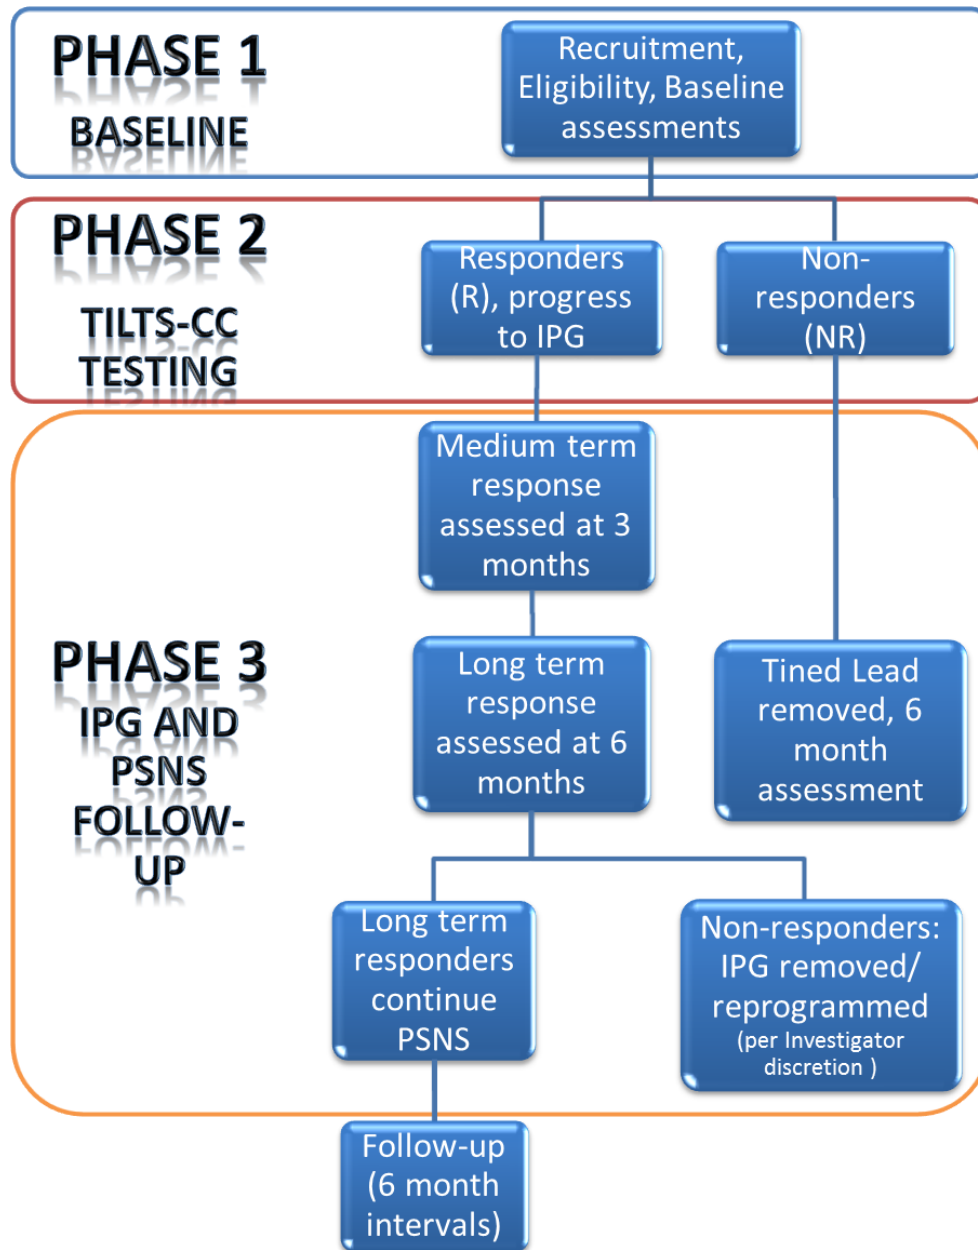 PHASE 1
BASELINE
Recruitment,
Eligibility, Baseline
assessments
PHASE 2
TILTS-CC
TESTING
Responders
(R), progress
to IPG
Non-
responders
(NR)
PHASE 3
IPG AND
PSNS
FOLLOW-
UP
Medium term
response
assessed at 3
months
Long term
response
assessed at 6
months
Tined Lead
removed, 6
month
assessment
Long term
responders
continue
PSNS
Non-responders:
IPG removed/
reprogrammed
(per Investigator
discretion )
Follow-up
(6 month
intervals)